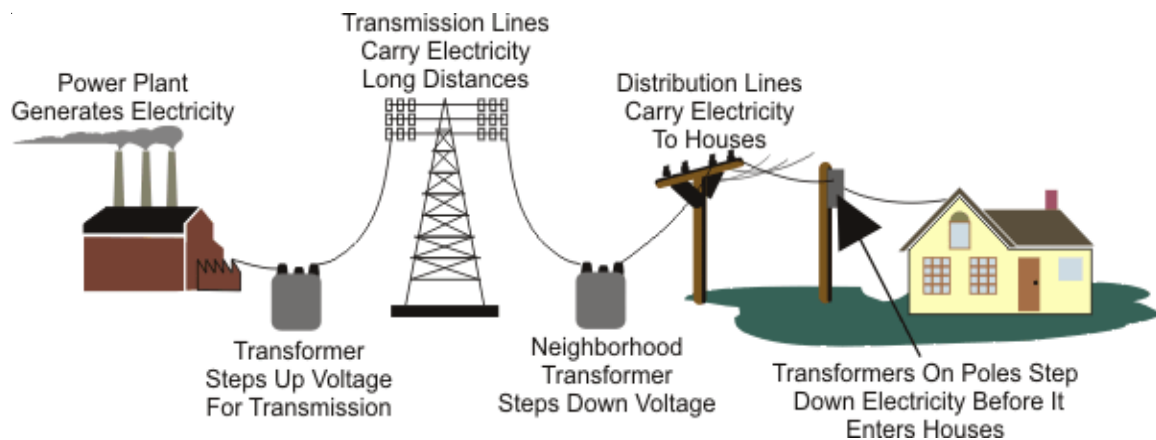 Power Plant
Generates Electricity
Transmission Lines
Carry Electricity
Long Distances
Distribution Lines
Carry Electricity
To Houses
Transformer
Steps Up Voltage
For Transmission
Neighborhood
Transformer
Steps Down Voltage
Transformers On Poles Step
Down Electricity Before It
Enters Houses